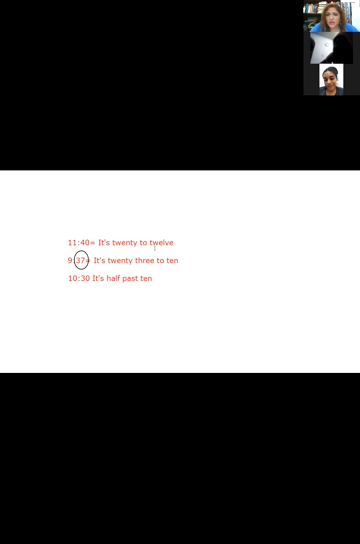 11:40= It's twenty to twelve
9:37= It's twenty three to ten
10:30 It's half past ten